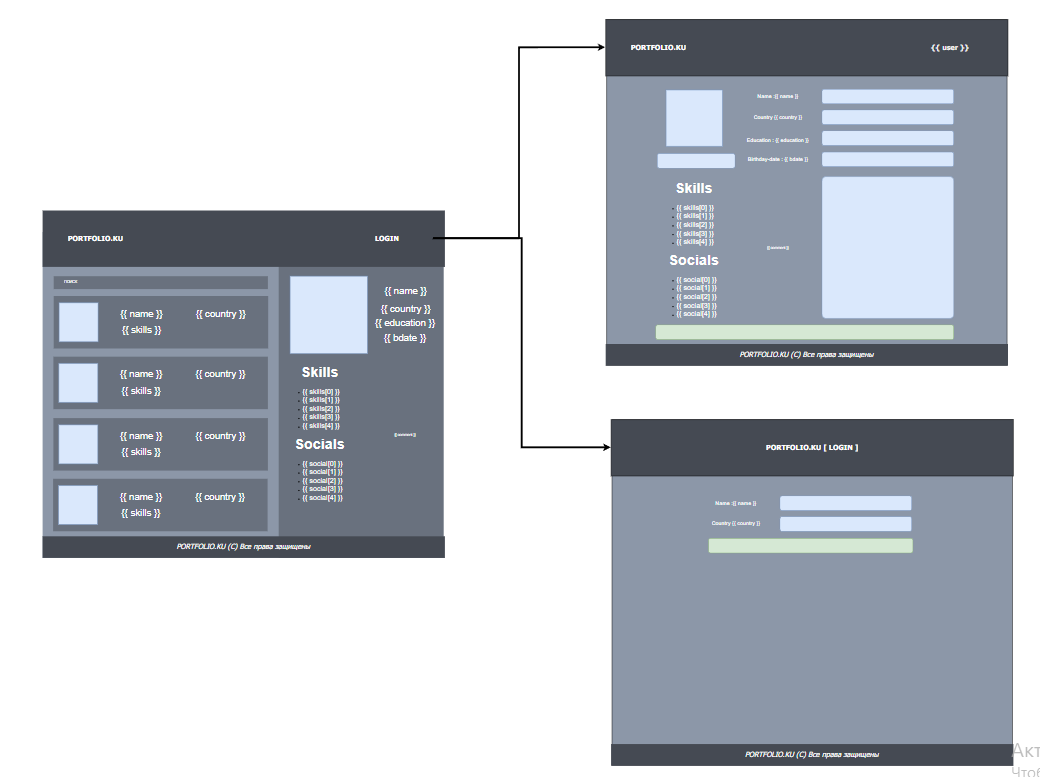 PORTFOLIO.KU
LOGIN
ПОИСК
{{ name }}
{{ country }}
{{ skills }}
{{ name }}
{{ country }}
{{ skills }}
{{ name }}
{{ country }}
{{ skills }}
{{ name }}
{{ country }}
{{ skills }}
{{ name }}
{{ country }}
{{ education }}
{{ bdate }}
Skills
- {{ skills[0] }}
- {{ skills[1] }}
- {{ skills[2] }}
- {{ skills[3] }}
- {{ skills[4] }}
{{ comment }}
Socials
- {{ social[0] }}
- {{ social[1] }}
- {{ social[2] }}
- {{ social[3] }}
- {{ social[4] }}
PORTFOLIO.KU (C) Все права защищены
PORTFOLIO.KU
{{ user }}
Name :{{ name }}
Country {{ country }}
Education : {{ education }}
Birthday-date : {{ bdate }}
Skills
- {{ skills[0] }}
- {{ skills[1] }}
- {{ skills[2] }}
- {{ skills[3] }}
- {{ skills[4] }}
{{ comment }}
Socials
- {{ social[0] }}
- {{ social[1] }}
- {{ social[2] }}
- {{ social[3] }}
- {{ social[4] }}
PORTFOLIO.KU (C) Все права защищены
PORTFOLIO.KU [ LOGIN ]
Name :{{ name }}
Country {{ country }}
PORTFOLIO.KU (C) Все права защищены
Акт
Чтоб